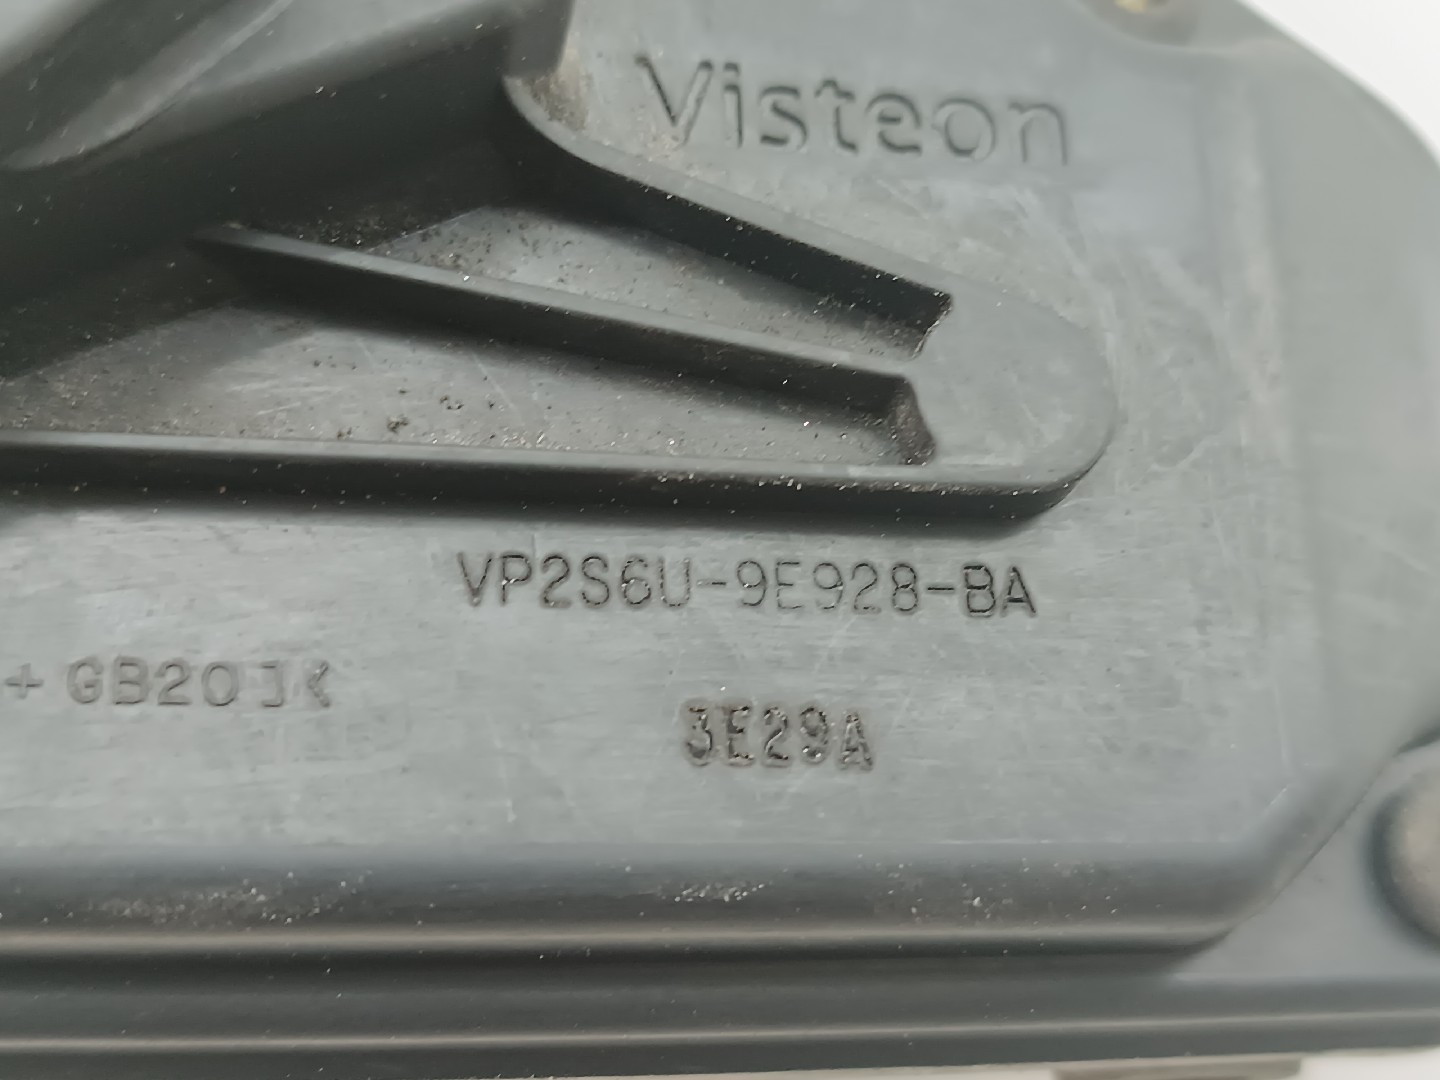 Visteon
VP2S6U-9E928-BA
+ GB20]<
3E29A